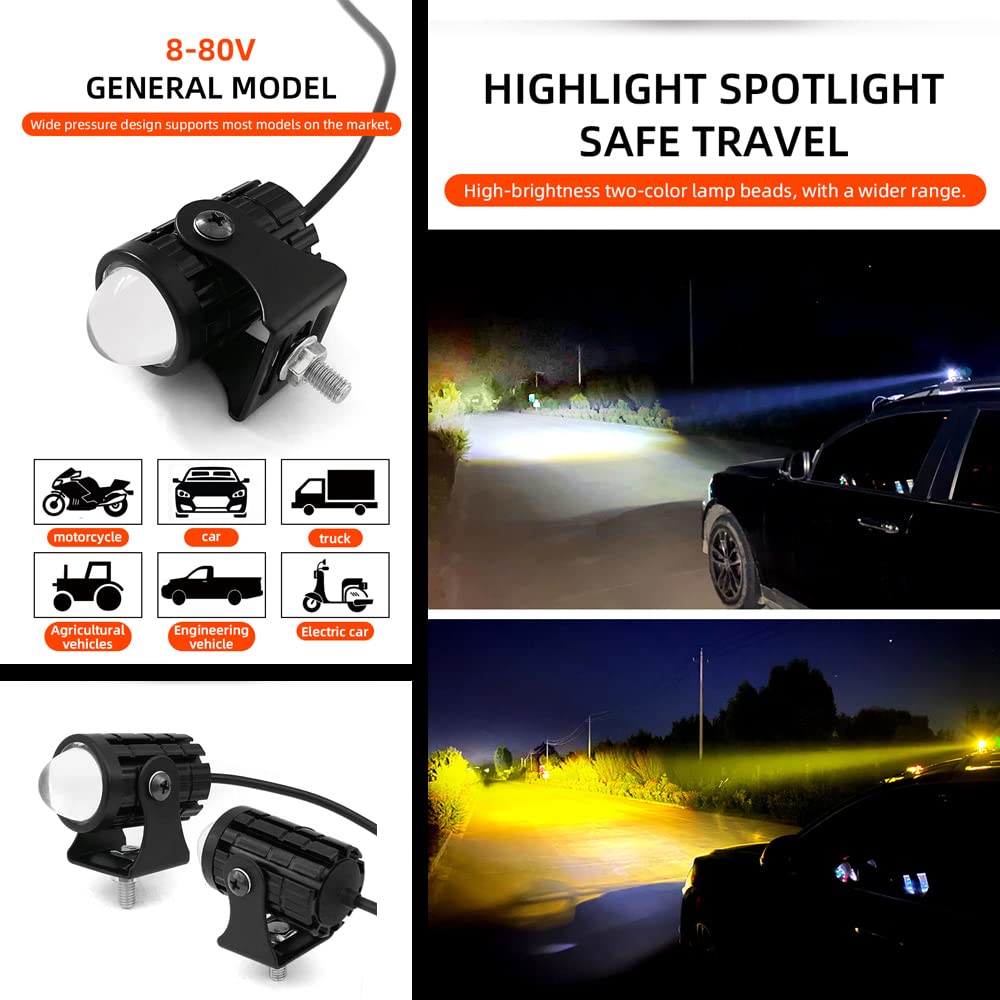 8-80V
GENERAL MODEL
Wide pressure design supports most models on the market.
motorcycle
car
truck
Agricultural
vehicles
Engineering
vehicle
Electric car
HIGHLIGHT SPOTLIGHT
SAFE TRAVEL
High-brightness two-color lamp beads, with a wider range.